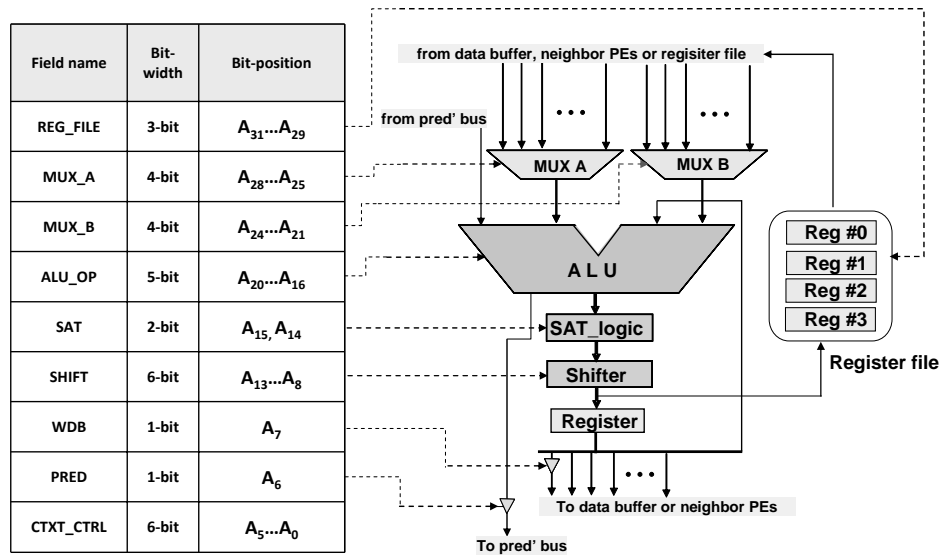 Field name Bit-width Bit-position
REG_FILE 3-bit A31...A29
MUX_A 4-bit A28...A25
MUX_B 4-bit A24...A21
ALU_OP 5-bit A20...A16
SAT 2-bit A15, A14
SHIFT 6-bit A13...A8
WDB 1-bit A7
PRED 1-bit A6
CTXT_CTRL 6-bit A5...A0
from data buffer, neighbor PEs or regisiter file
from pred' bus
MUX A
MUX B
ALU
SAT_logic
Shifter
Register
To data buffer or neighbor PEs
To pred' bus
Reg #0
Reg #1
Reg #2
Reg #3
Register file